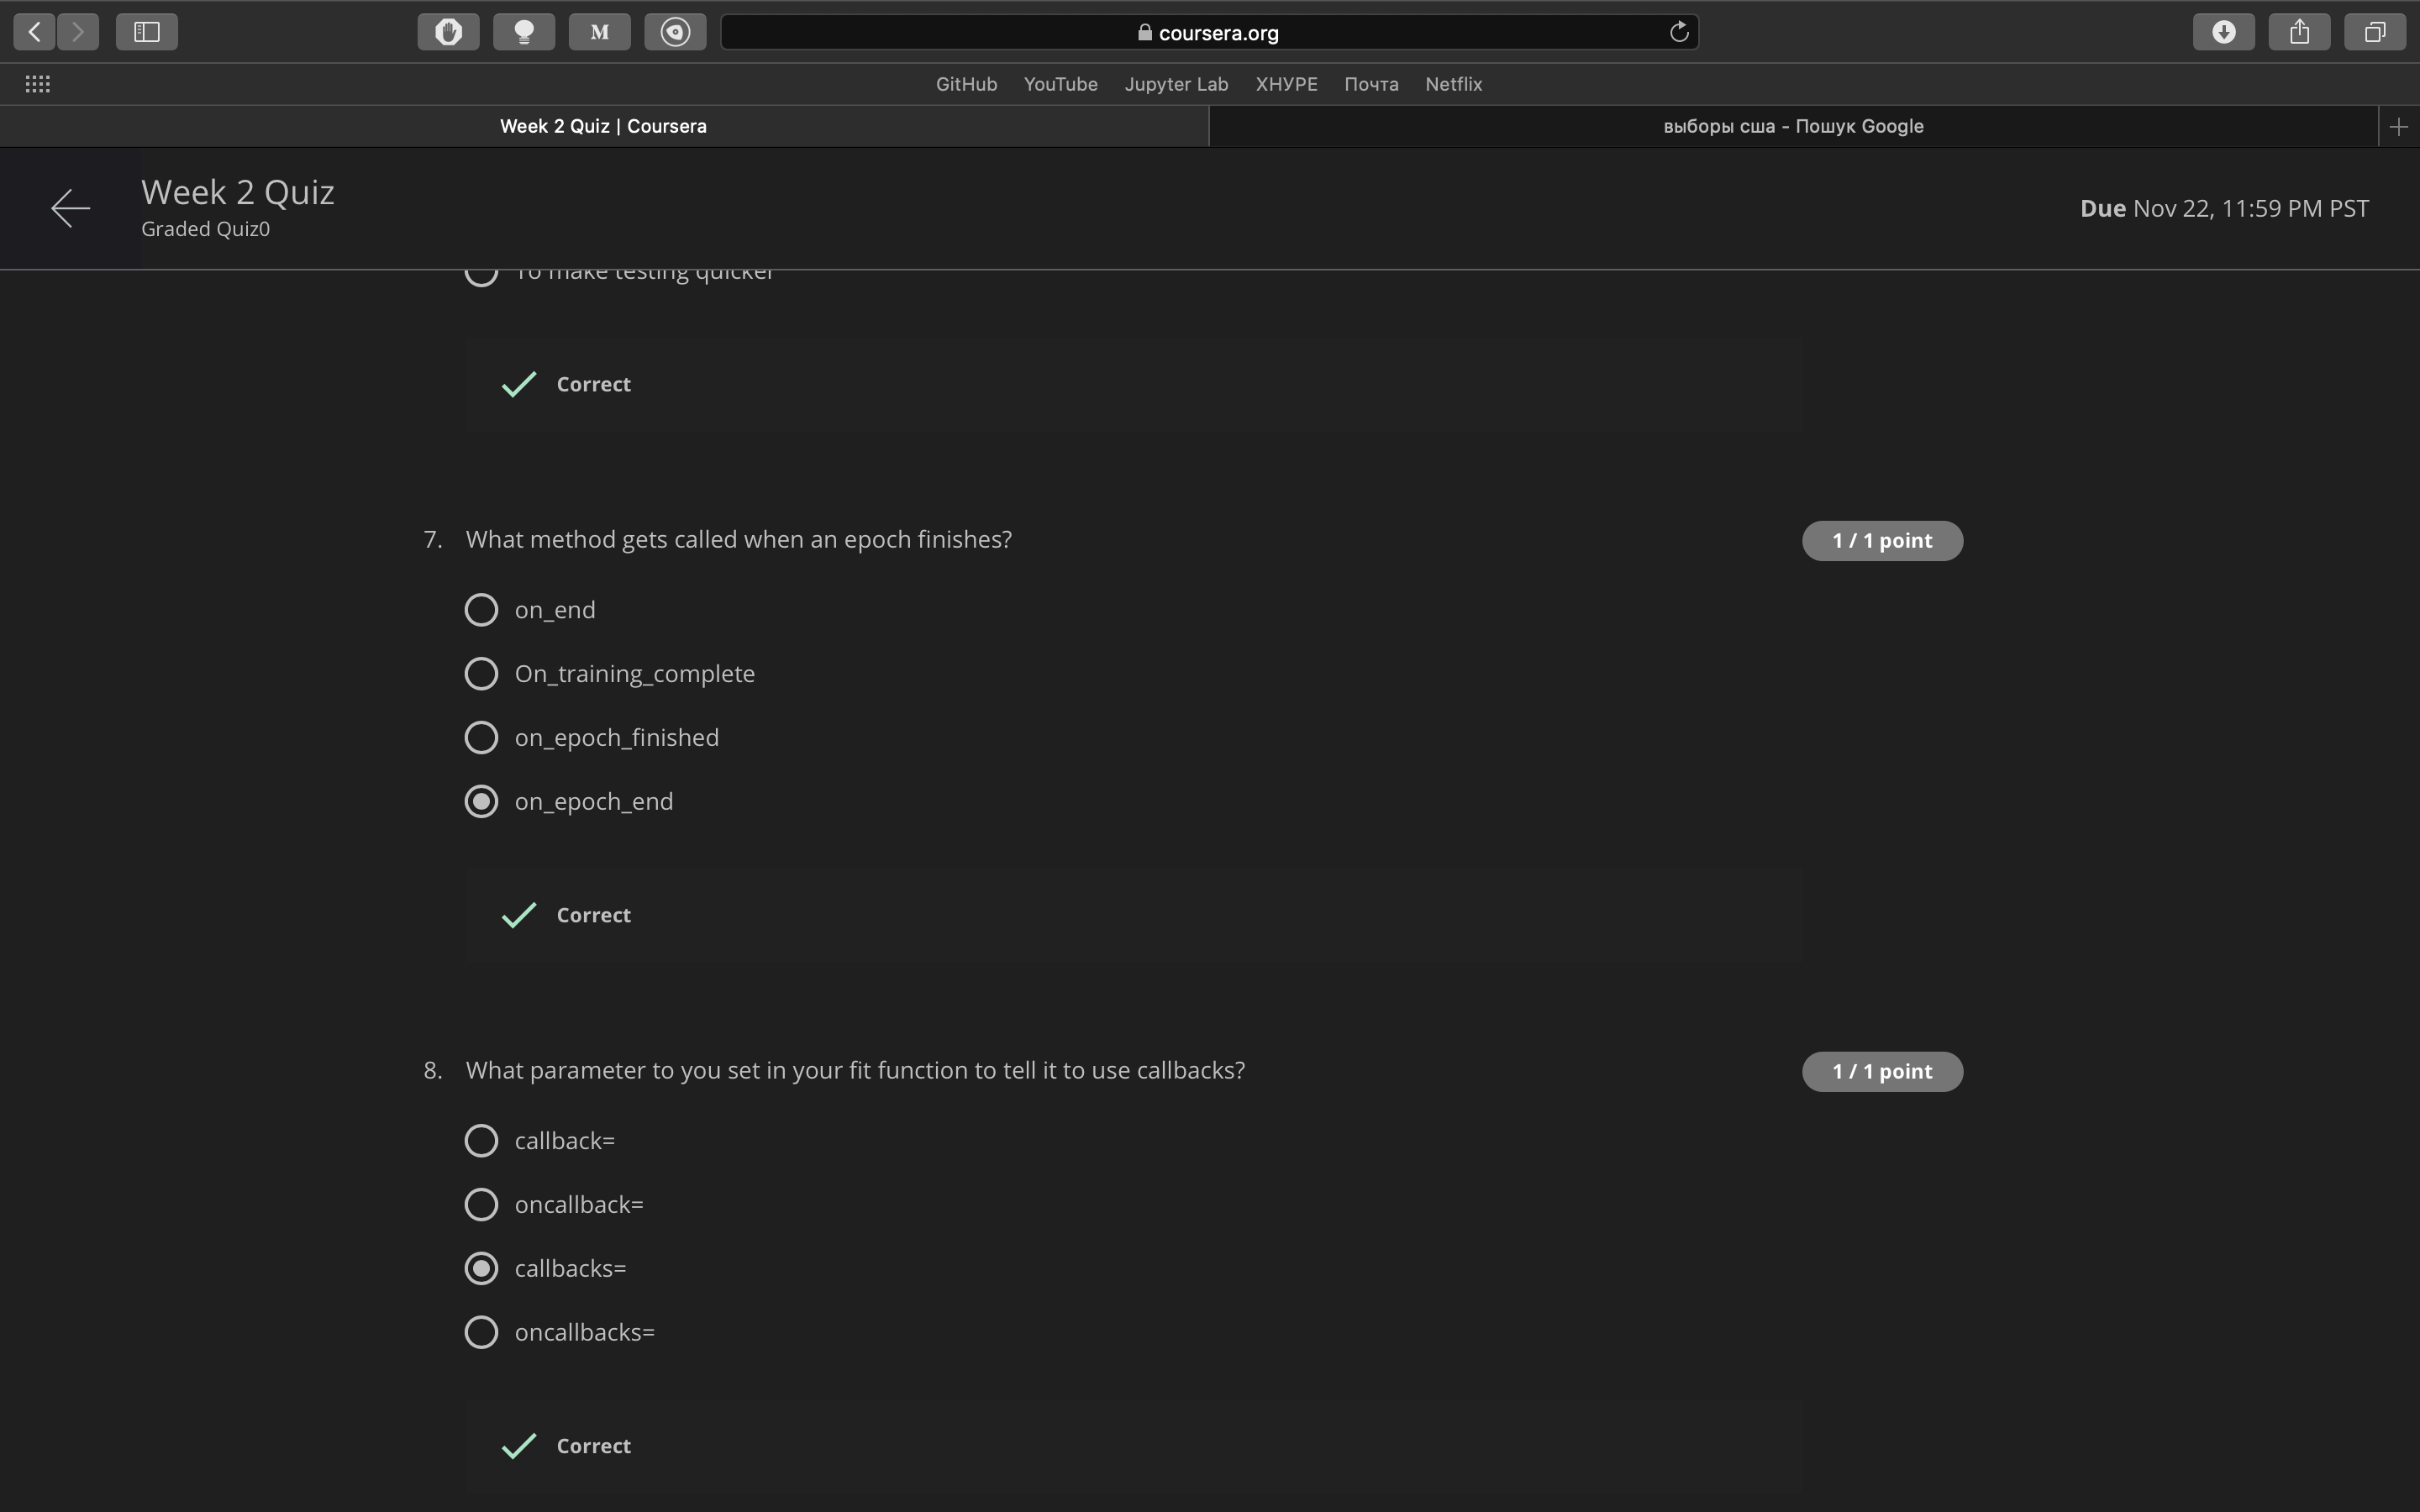 M
coursera.org
GitHub YouTube Jupyter Lab ХНУРЕ Почта Netflix
Week 2 Quiz | Coursera
выборы сша - Пошук Google
Week 2 Quiz
Graded Quiz0
Due Nov 22, 11:59 PM PST
To make testing quicker
Correct
7. What method gets called when an epoch finishes?
1 / 1 point
on_end
On_training_complete
on_epoch_finished
on_epoch_end
Correct
8. What parameter to you set in your fit function to tell it to use callbacks?
1 / 1 point
callback=
oncallback=
callbacks=
oncallbacks=
Correct